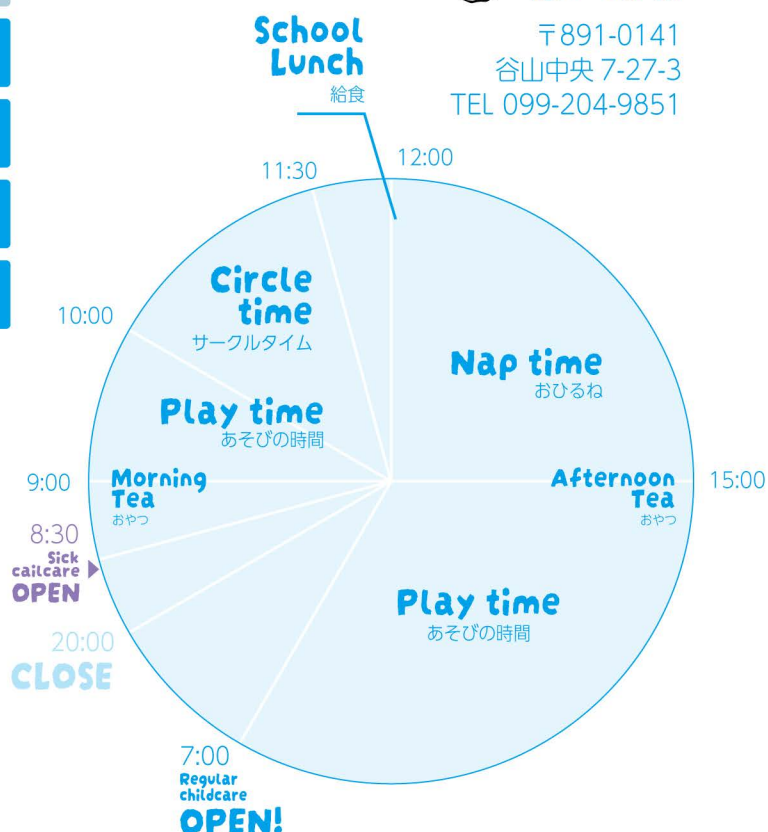 School
Lunch
給食
〒891-0141
谷山中央 7-27-3
TEL 099-204-9851
11:30
12:00
Circle
time
サークルタイム
10:00
Nap time
おひるね
Play time
あそびの時間
9:00
Morning
Tea
おやつ
Afternoon
Tea
おやつ
15:00
8:30
Sick
cailcare
OPEN
Play time
あそびの時間
20:00
CLOSE
7:00
Regular
childcare
OPEN!